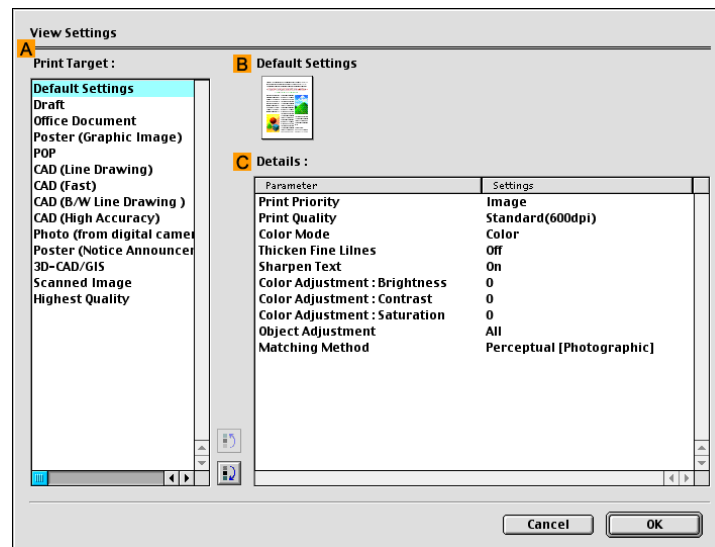 View Settings
A
Print Target :
Default Settings
Draft
Office Document
Poster (Graphic Image)
POP
CAD (Line Drawing)
CAD (Fast)
CAD (B/W Line Drawing )
CAD (High Accuracy)
Photo (from digital camer
Poster (Notice Announcer
3D-CAD/GIS
Scanned Image
Highest Quality
B Default Settings
C Details :
Parameter Settings
Print Priority Image
Print Quality Standard(600dpi)
Color Mode Color
Thicken Fine Lilnes Off
Sharpen Text On
Color Adjustment : Brightness 0
Color Adjustment : Contrast 0
Color Adjustment : Saturation 0
Object Adjustment All
Matching Method Perceptual [Photographic]
Cancel OK